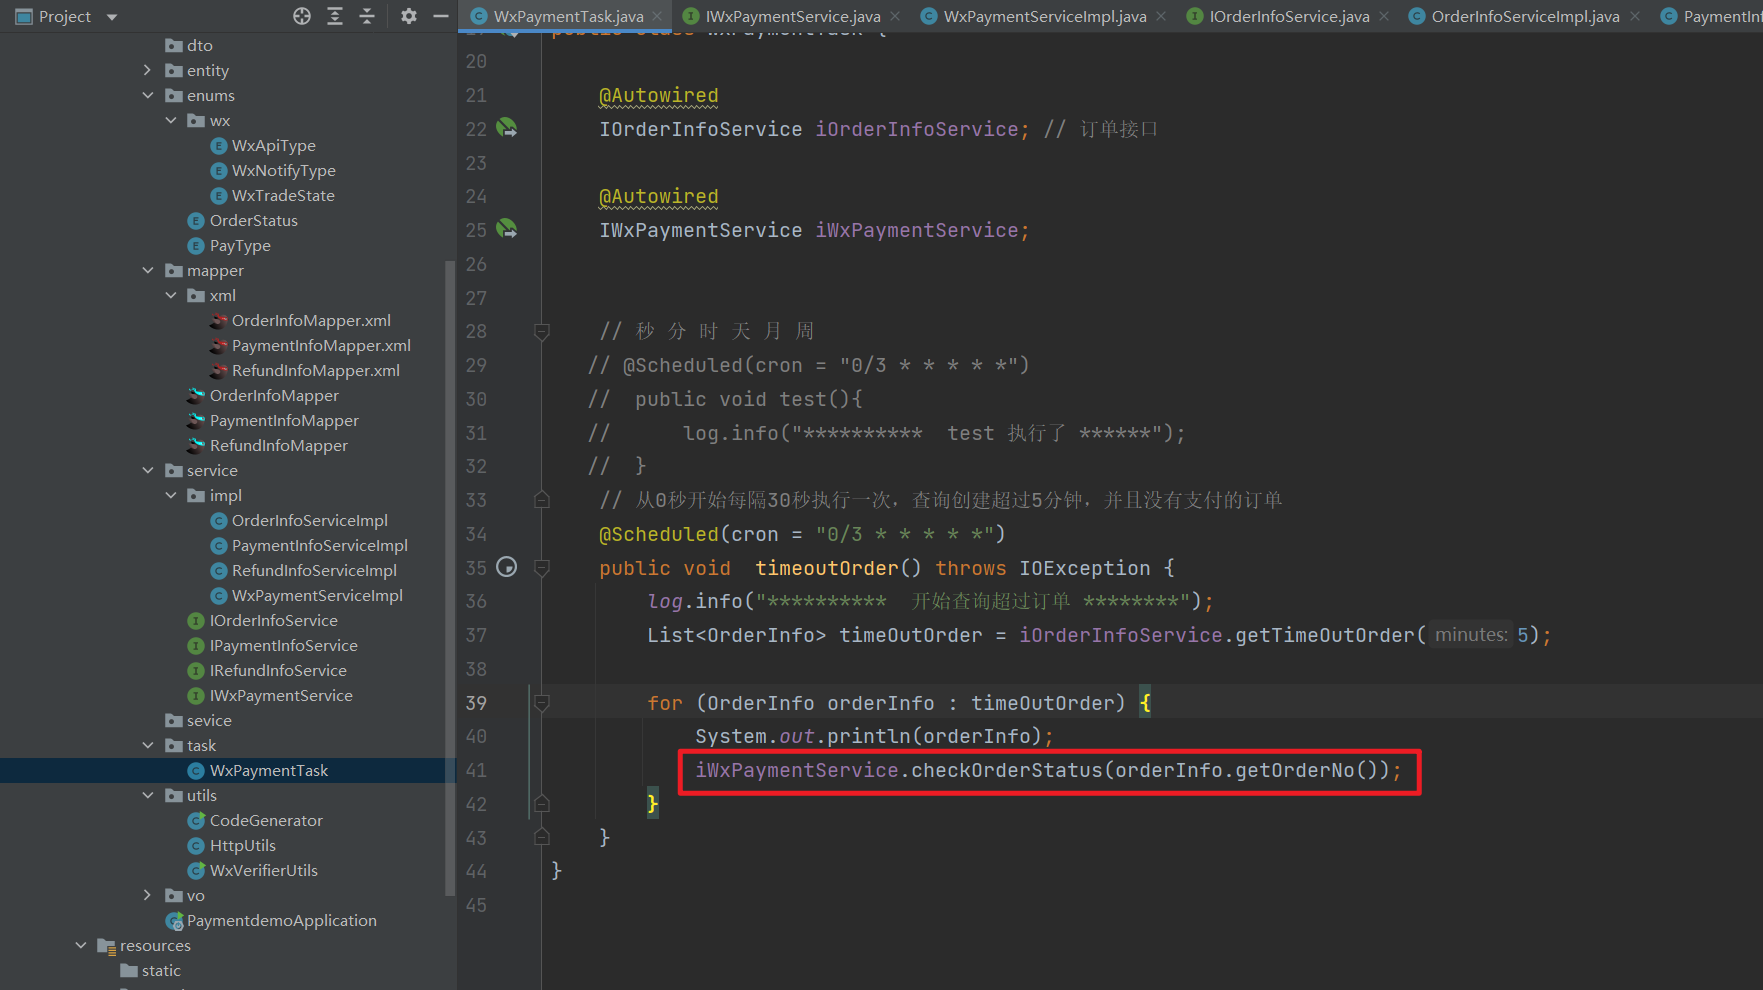 Project
WxPaymentTask.java
IWxPaymentService.java
WxPaymentServiceImpl.java
IOrderInfoService.java
OrderInfoServiceImpl.java
dto
entity
enums
wx
WxApiType
WxNotifyType
WxTradeState
OrderStatus
PayType
mapper
xml
OrderInfoMapper.xml
PaymentInfoMapper.xml
RefundInfoMapper.xml
OrderInfoMapper
PaymentInfoMapper
RefundInfoMapper
service
impl
OrderInfoServiceImpl
PaymentInfoServiceImpl
RefundInfoServiceImpl
WxPaymentServiceImpl
IOrderInfoService
IPaymentInfoService
IRefundInfoService
IWxPaymentService
sevice
task
WxPaymentTask
utils
CodeGenerator
HttpUtils
WxVerifierUtils
vo
PaymentdemoApplication
resources
static
20
21 @Autowired
22 IOrderInfoService iOrderInfoService; // 订单接口
23
24 @Autowired
25 IWxPaymentService iWxPaymentService;
26
27
28 // 秒 分 时 天 月 周
29 // @Scheduled(cron = "0/3 * * * * *")
30 // public void test(){
31 // log.info("********** test 执行了 ******");
32 // }
33 // 从0秒开始每隔30秒执行一次，查询创建超过5分钟，并且没有支付的订单
34 @Scheduled(cron = "0/3 * * * * *")
35 public void timeoutOrder() throws IOException {
36 log.info("********** 开始查询超过订单 ********");
37 List<OrderInfo> timeOutOrder = iOrderInfoService.getTimeOutOrder( minutes: 5);
38
39 for (OrderInfo orderInfo : timeOutOrder) {
40 System.out.println(orderInfo);
41 iWxPaymentService.checkOrderStatus(orderInfo.getOrderNo());
42 }
43 }
44 }
45